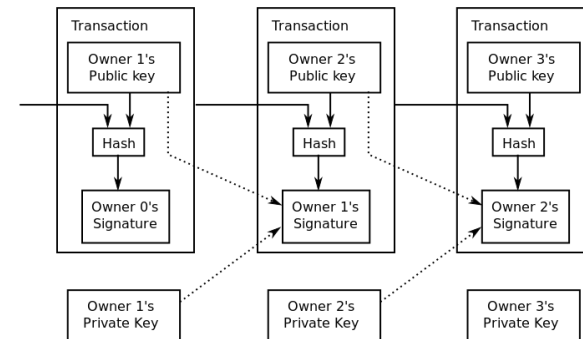 Transaction
Owner 1's
Public key
Hash
Owner 0's
Signature
Transaction
Owner 2's
Public key
Hash
Owner 1's
Signature
Transaction
Owner 3's
Public key
Hash
Owner 2's
Signature
Owner 1's
Private Key
Owner 2's
Private Key
Owner 3's
Private Key